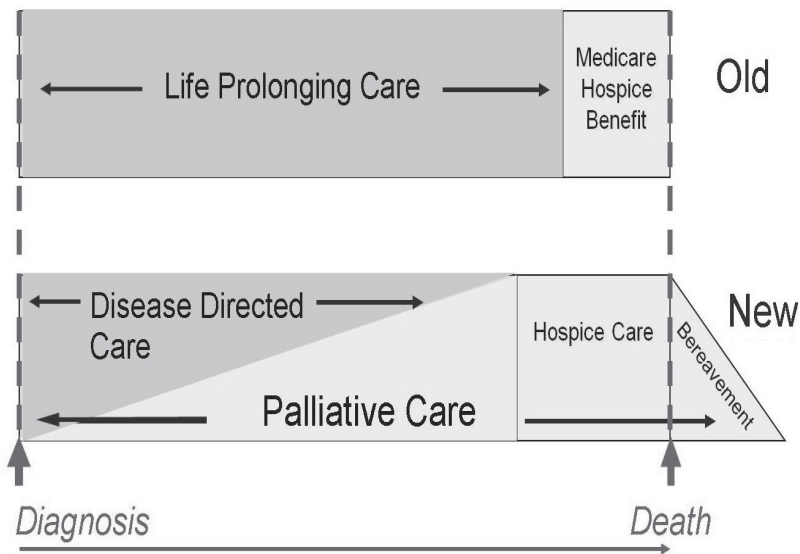 Life Prolonging Care
Medicare
Hospice
Benefit
Old
Disease Directed
Care
Palliative Care
Hospice Care
Bereavement
New
Diagnosis
Death